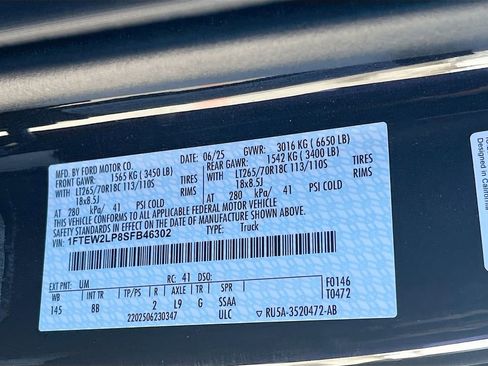 MFD. BY FORD MOTOR CO. DATE: 06/25 GVWR: 3016 KG ( 6650 LB)
FRONT GAWR: 1565 KG ( 3450 LB) REAR GAWR: 1542 KG ( 3400 LB)
LT265/70R18C 113/110S TIRES LT265/70R18C 113/110S TIRES
18x8.5J RIMS 18x8.5J RIMS
AT 280 kPa/ 41 PSI COLD AT 280 kPa/ 41 PSI COLD
THIS VEHICLE CONFORMS TO ALL APPLICABLE FEDERAL MOTOR VEHICLE
SAFETY STANDARDS IN EFFECT ON THE DATE OF MANUFACTURE SHOWN ABOVE.
VIN: 1FTEW2LP8SFB46302 TYPE: Truck
EXT PNT: UM RC: 41 DSO: F0146
WB INT TR TP/PS R AXLE TR SPR T0472
145 8B 2 L9 G SSAA
2202506230347 ULC RU5A-3520472-AB
Designed in California